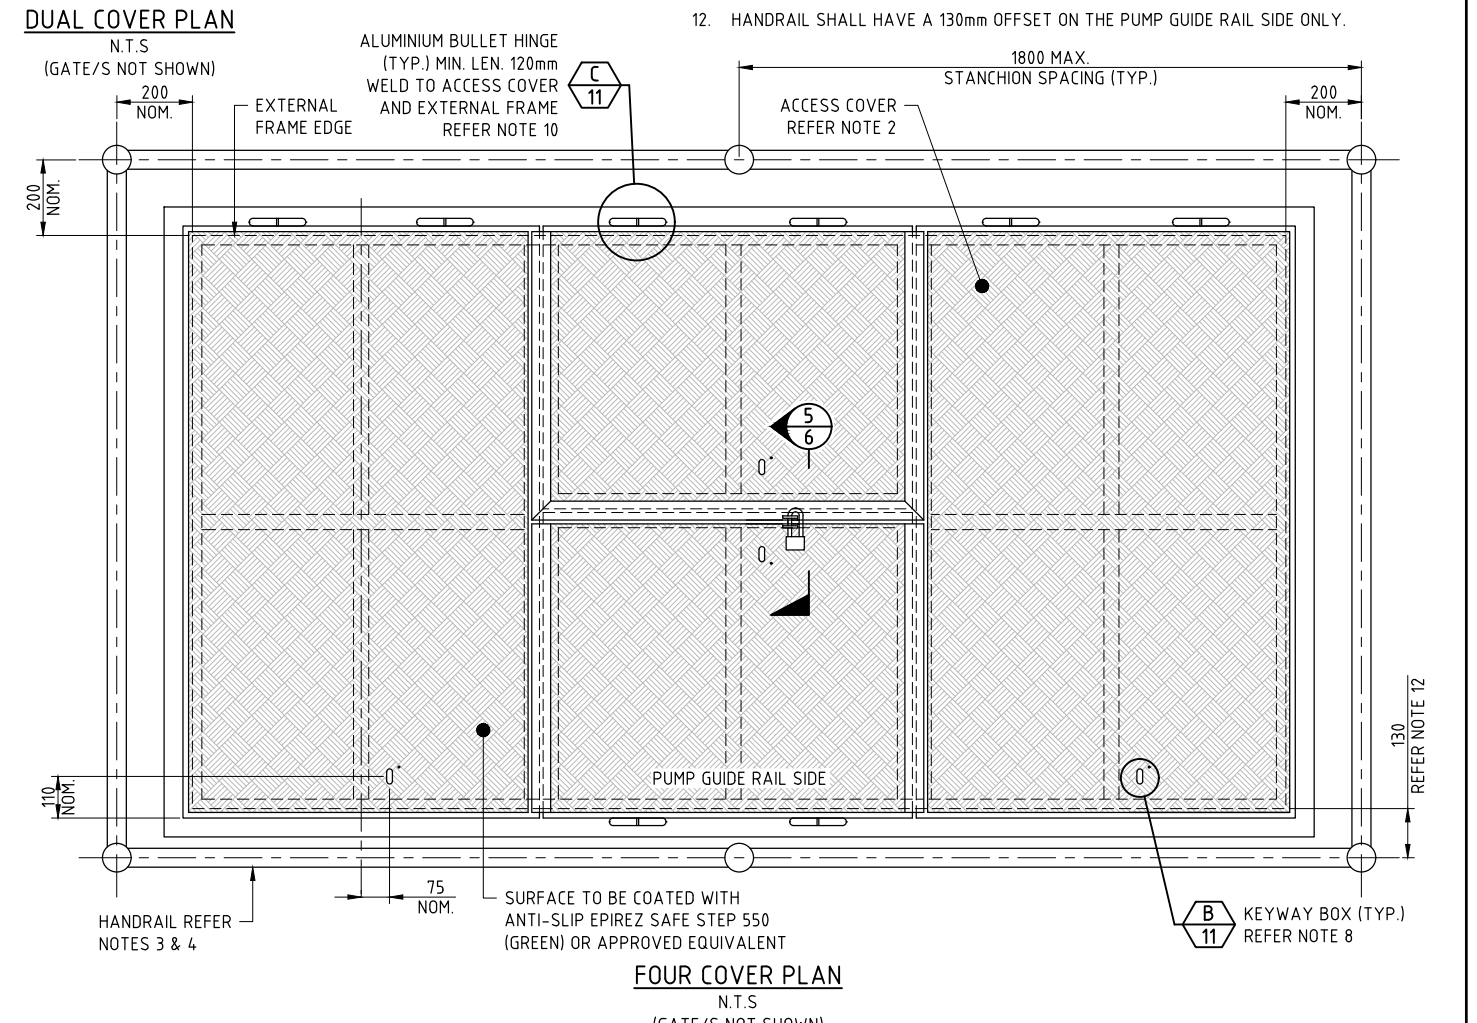 DUAL COVER PLAN
N.T.S
(GATE/S NOT SHOWN)
12. HANDRAIL SHALL HAVE A 130mm OFFSET ON THE PUMP GUIDE RAIL SIDE ONLY.
ALUMINIUM BULLET HINGE
(TYP.) MIN. LEN. 120mm
WELD TO ACCESS COVER
AND EXTERNAL FRAME
REFER NOTE 10
C
11
1800 MAX.
STANCHION SPACING (TYP.)
200
NOM.
EXTERNAL
FRAME EDGE
ACCESS COVER
REFER NOTE 2
200
NOM.
200
NOM.
5
6
PUMP GUIDE RAIL SIDE
130
REFER NOTE 12
110
NOM.
75
NOM.
SURFACE TO BE COATED WITH
ANTI-SLIP EPIREZ SAFE STEP 550
(GREEN) OR APPROVED EQUIVALENT
HANDRAIL REFER
NOTES 3 & 4
B
11
KEYWAY BOX (TYP.)
REFER NOTE 8
FOUR COVER PLAN
N.T.S
(GATE/S NOT SHOWN)